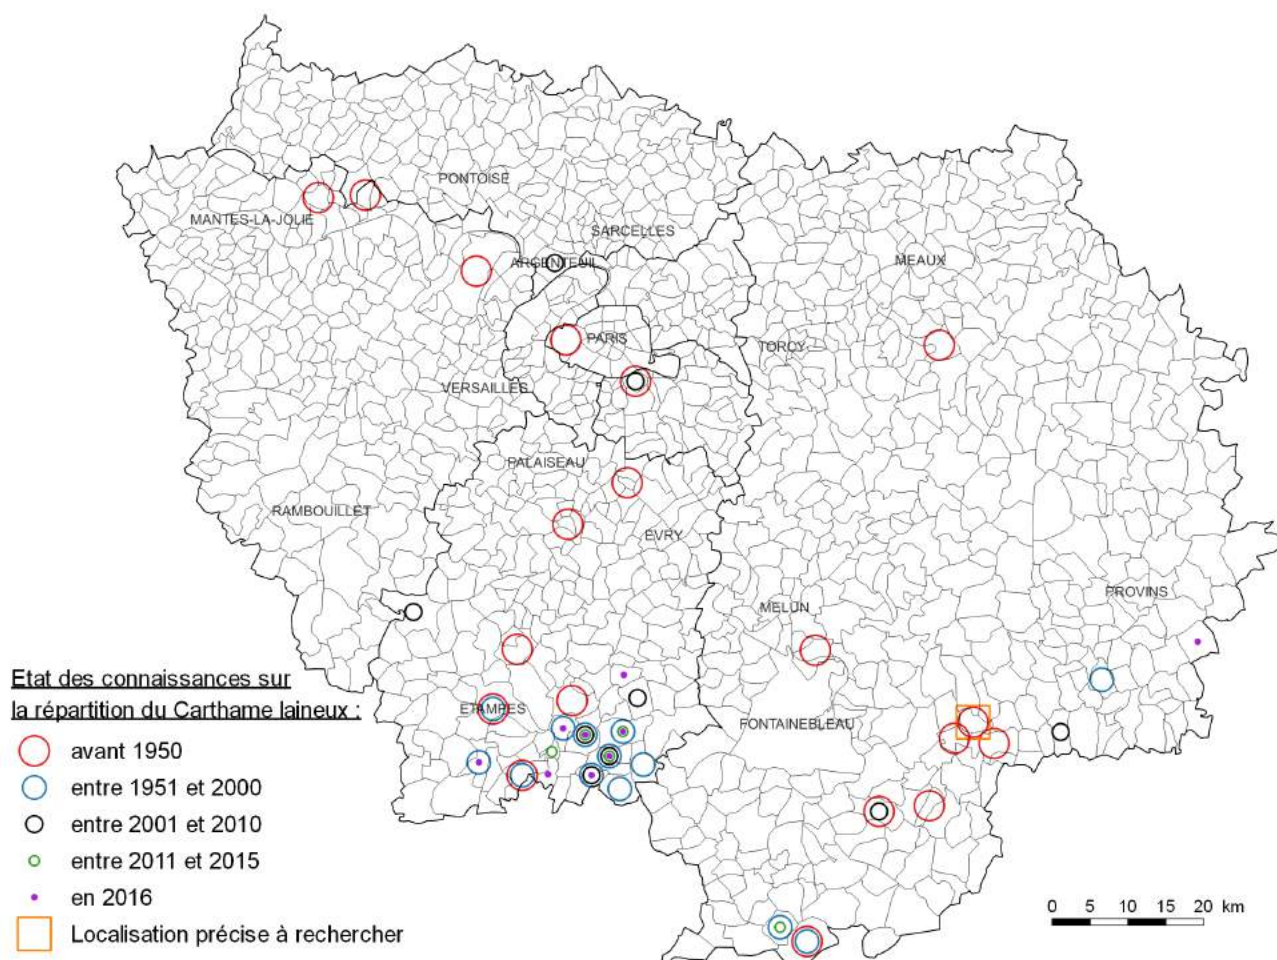 PONTOISE
MANTES-LA-JOLIE
SARCELLES
ARGENTEUIL
MEAUX
PARIS
TORCY
VERSAILLES
PALAISEAU
RAMBOUILLET
EVRY
PROVINS
MELUN
ETAMPES
FONTAINEBLEAU
Etat des connaissances sur
la répartition du Carthame laineux :
avant 1950
entre 1951 et 2000
entre 2001 et 2010
entre 2011 et 2015
en 2016
Localisation précise à rechercher
0 5 10 15 20 km